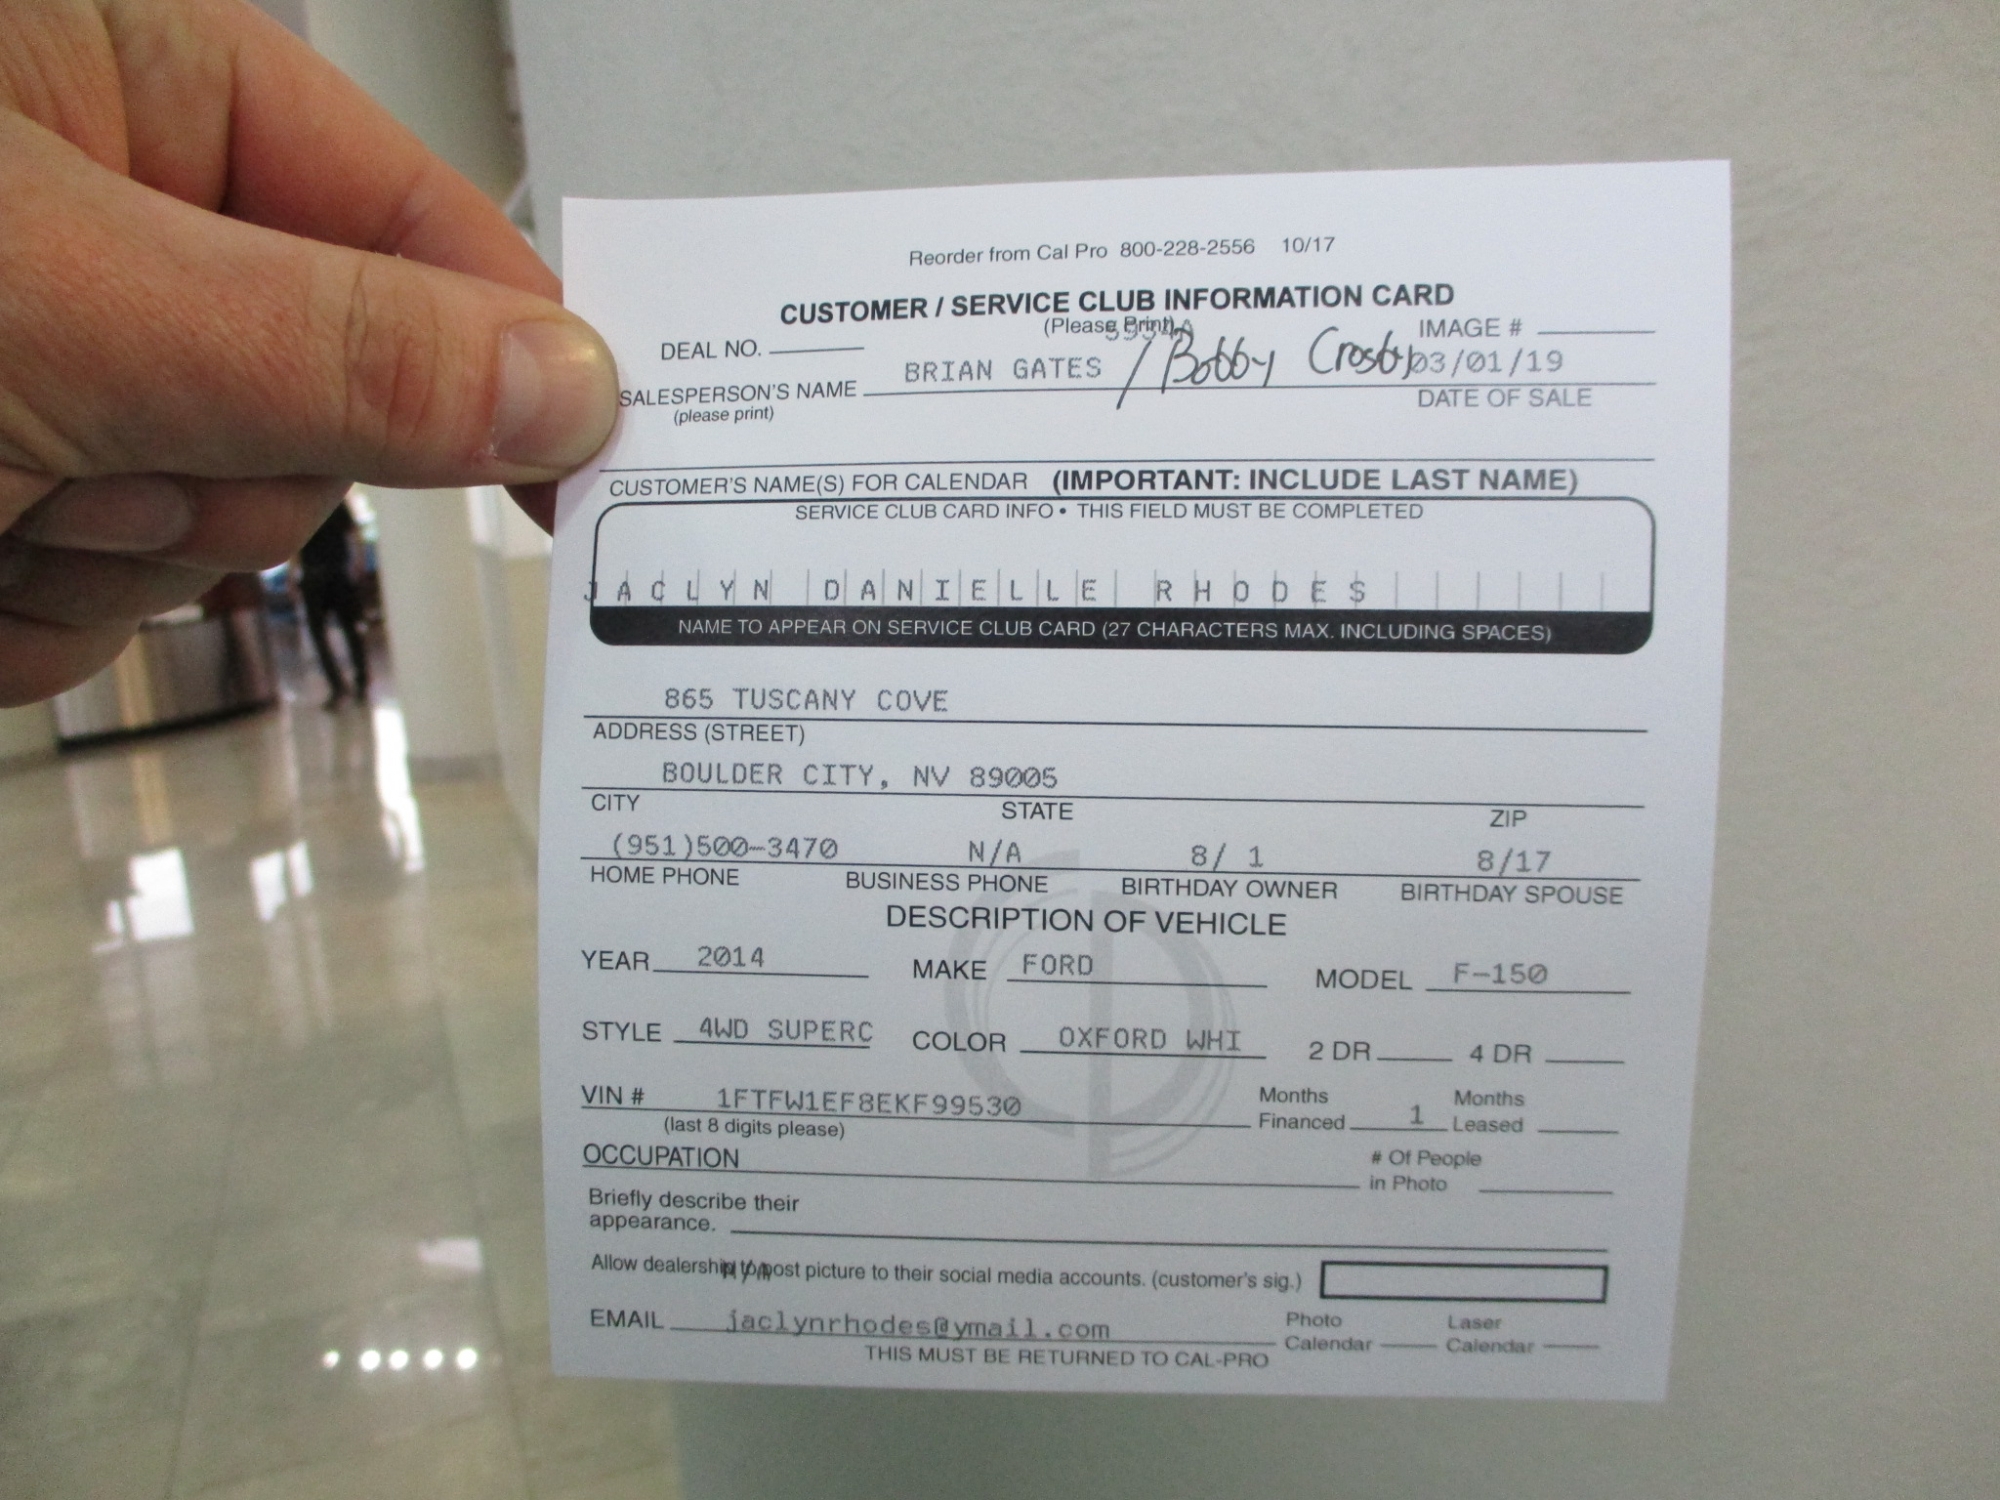 Reorder from Cal Pro 800-228-2556 10/17
CUSTOMER / SERVICE CLUB INFORMATION CARD
(Please Print)
DEAL NO. IMAGE #
BRIAN GATES / Bobby Crosby 03/01/19
SALESPERSON'S NAME DATE OF SALE
(please print)
CUSTOMER'S NAME(S) FOR CALENDAR (IMPORTANT: INCLUDE LAST NAME)
SERVICE CLUB CARD INFO • THIS FIELD MUST BE COMPLETED
JACLYN DANIELLE RHODES
NAME TO APPEAR ON SERVICE CLUB CARD (27 CHARACTERS MAX. INCLUDING SPACES)
865 TUSCANY COVE
ADDRESS (STREET)
BOULDER CITY, NV 89005
CITY STATE ZIP
(951)500-3470 N/A 8/ 1 8/17
HOME PHONE BUSINESS PHONE BIRTHDAY OWNER BIRTHDAY SPOUSE
DESCRIPTION OF VEHICLE
YEAR 2014 MAKE FORD MODEL F-150
STYLE 4WD SUPERC COLOR OXFORD WHI 2 DR 4 DR
VIN # 1FTFW1EF8EKF99530 Months Financed 1 Months Leased
(last 8 digits please)
OCCUPATION # Of People in Photo
Briefly describe their
appearance.
Allow dealership to post picture to their social media accounts. (customer's sig.)
N/A
EMAIL jaclynrhodes@ymail.com Photo Calendar Laser Calendar
THIS MUST BE RETURNED TO CAL-PRO